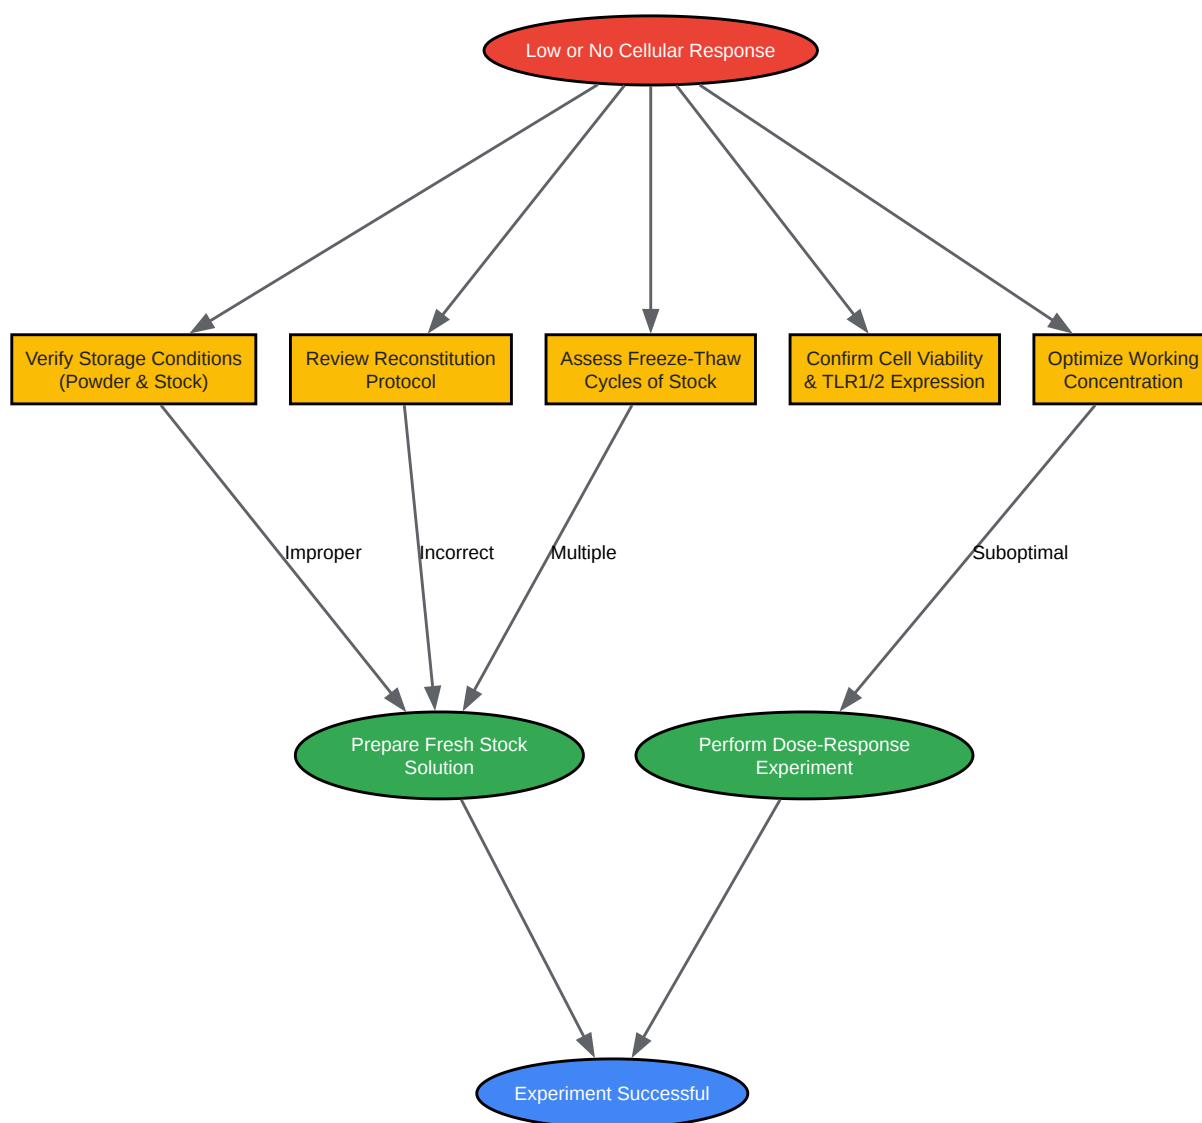 Low or No Cellular Response
Verify Storage Conditions
(Powder & Stock)
Review Reconstitution
Protocol
Assess Freeze-Thaw
Cycles of Stock
Confirm Cell Viability
& TLR1/2 Expression
Optimize Working
Concentration
Improper
Incorrect
Multiple
Suboptimal
Prepare Fresh Stock
Solution
Perform Dose-Response
Experiment
Experiment Successful